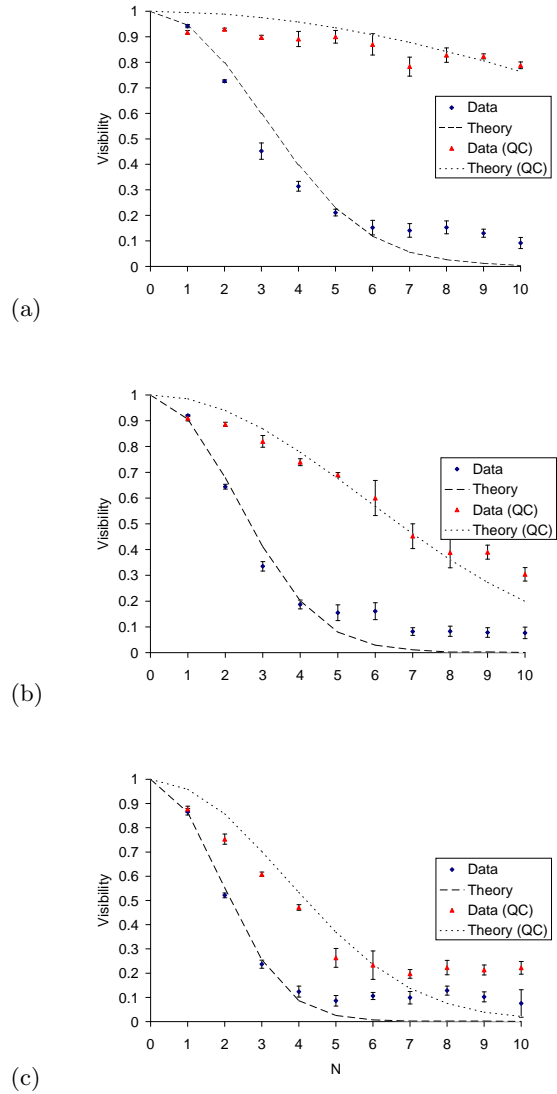 1
0.9
0.8
0.7
0.6
0.5
0.4
0.3
0.2
0.1
0
Visibility
0 1 2 3 4 5 6 7 8 9 10
Data
Theory
Data (QC)
Theory (QC)
(a)
1
0.9
0.8
0.7
0.6
0.5
0.4
0.3
0.2
0.1
0
Visibility
0 1 2 3 4 5 6 7 8 9 10
Data
Theory
Data (QC)
Theory (QC)
(b)
1
0.9
0.8
0.7
0.6
0.5
0.4
0.3
0.2
0.1
0
Visibility
0 1 2 3 4 5 6 7 8 9 10
N
Data
Theory
Data (QC)
Theory (QC)
(c)